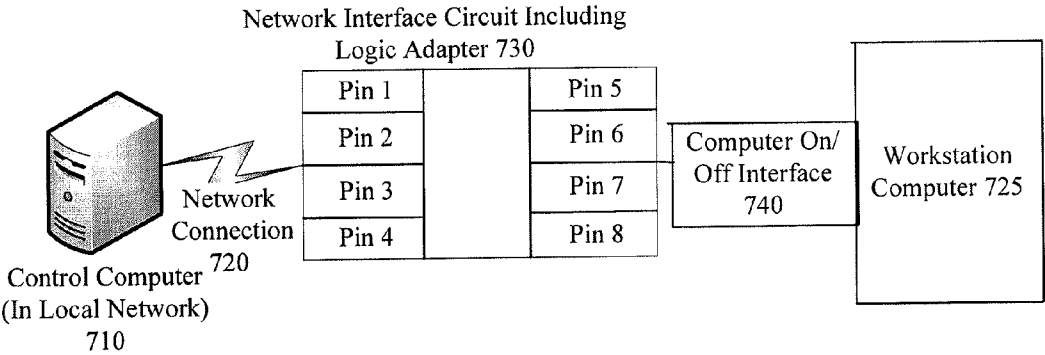 Network Interface Circuit Including
Logic Adapter 730
Pin 1
Pin 2
Pin 3
Pin 4
Pin 5
Pin 6
Pin 7
Pin 8
Network
Connection
720
Control Computer
(In Local Network)
710
Computer On/
Off Interface
740
Workstation
Computer 725